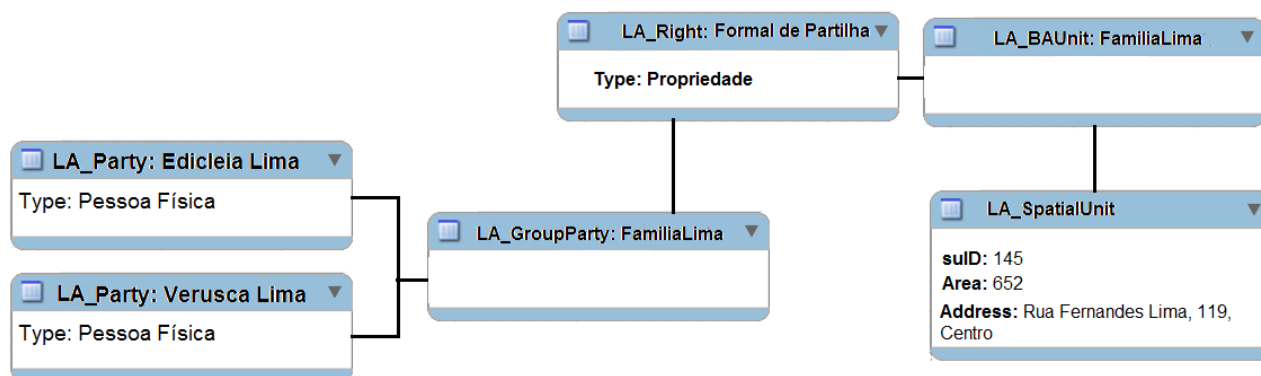 LA_Right: Formal de Partilha
Type: Propriedade
LA_BAUnit: FamiliaLima
LA_Party: Edicleia Lima
Type: Pessoa Física
LA_GroupParty: FamiliaLima
LA_SpatialUnit
suID: 145
Area: 652
Address: Rua Fernandes Lima, 119,
Centro
LA_Party: Verusca Lima
Type: Pessoa Física